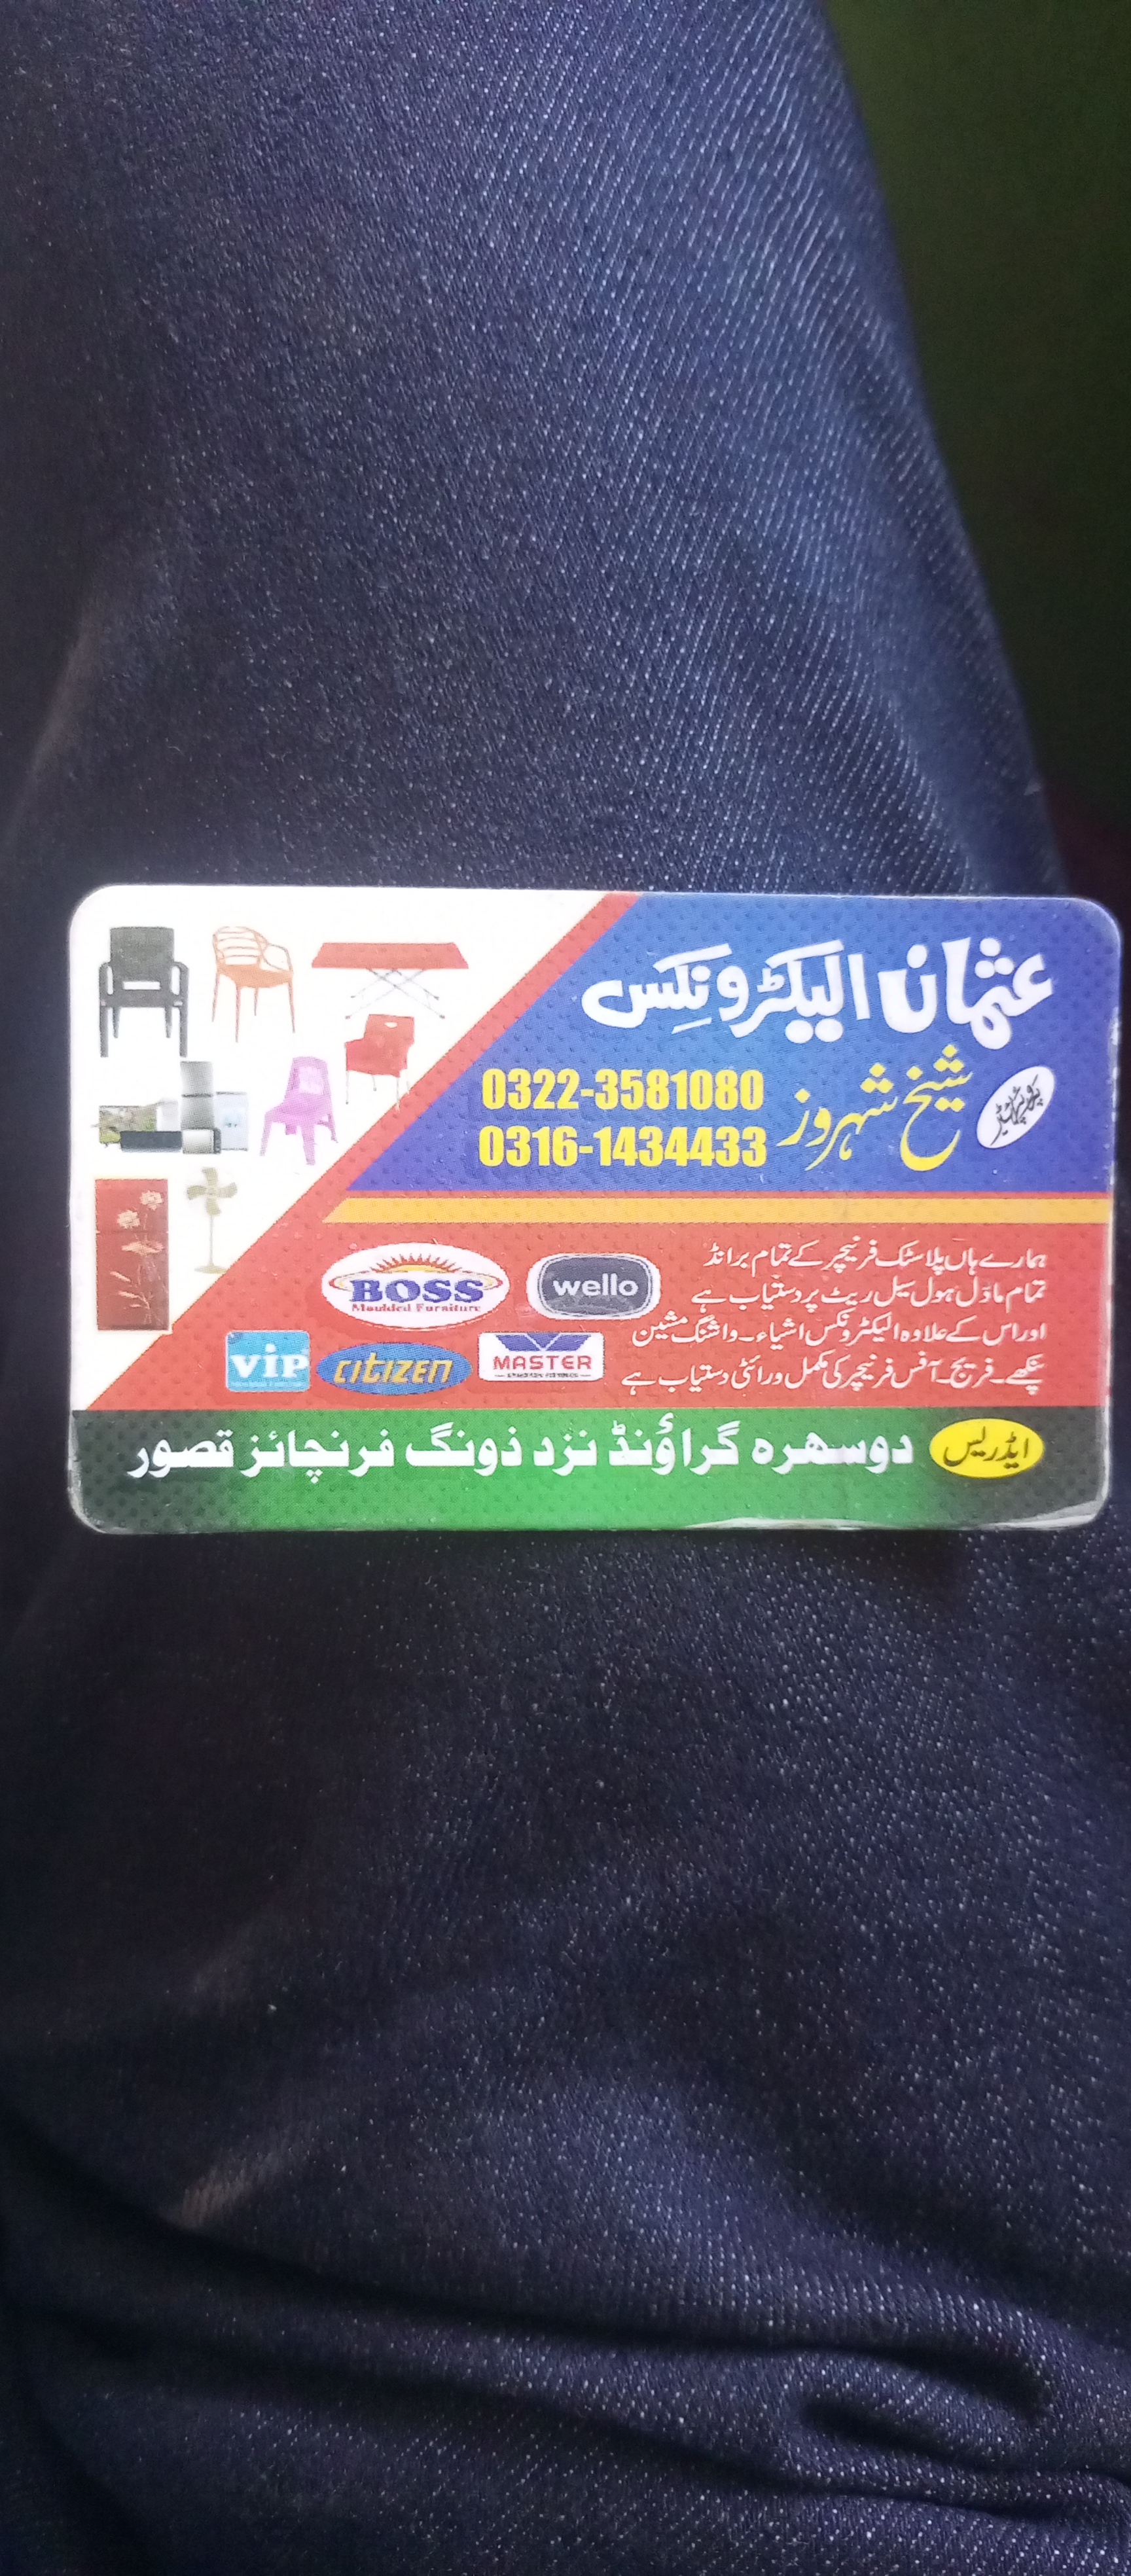 عثمان الیکٹرونکس
پروپرائیٹر
شیخ شہروز
0322-3581080
0316-1434433
ہمارے ہاں پلاسٹک فرنیچر کے تمام برانڈ
تمام ماڈل ہول سیل ریٹ پر دستیاب ہے
اور اس کے علاوہ الیکٹرونکس اشیاء۔ واشنگ مشین
پنکھے۔ فریج۔ آفس فرنیچر کی مکمل ورائٹی دستیاب ہے
BOSS
Moulded Furniture
wello
ViP
CITIZEN
MASTER
ایڈریس
دوسهره گراؤنڈ نزد ذونگ فرنچائز قصور